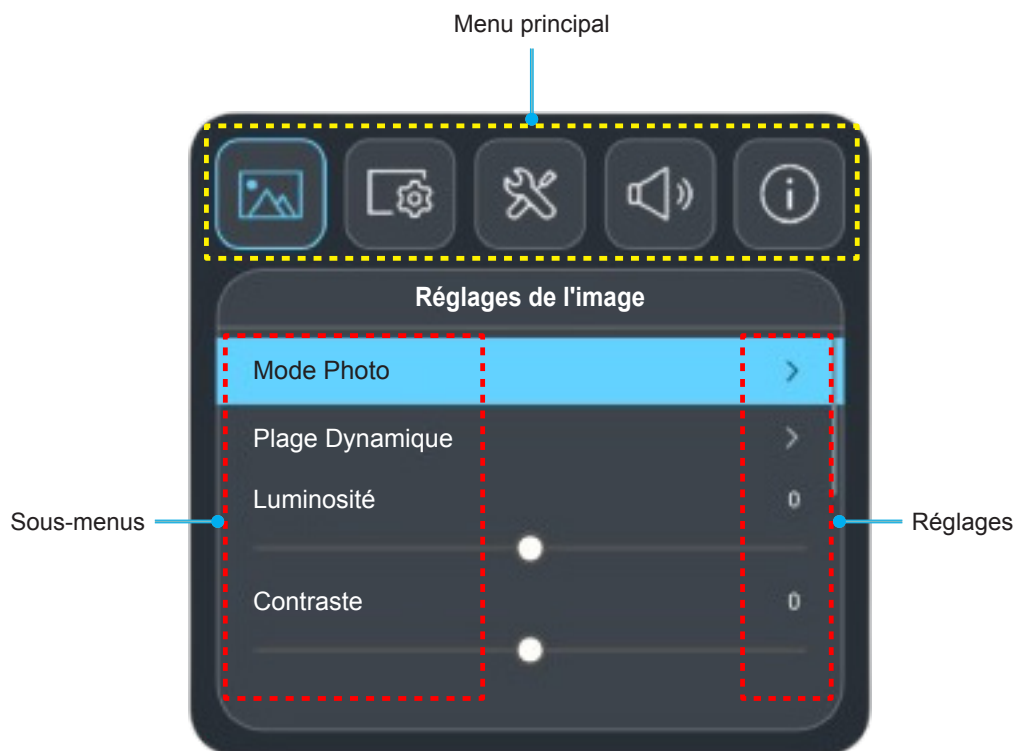 Menu principal
Réglages de l'image
Mode Photo
Plage Dynamique
Luminosité 0
Sous-menus
Réglages
Contraste 0